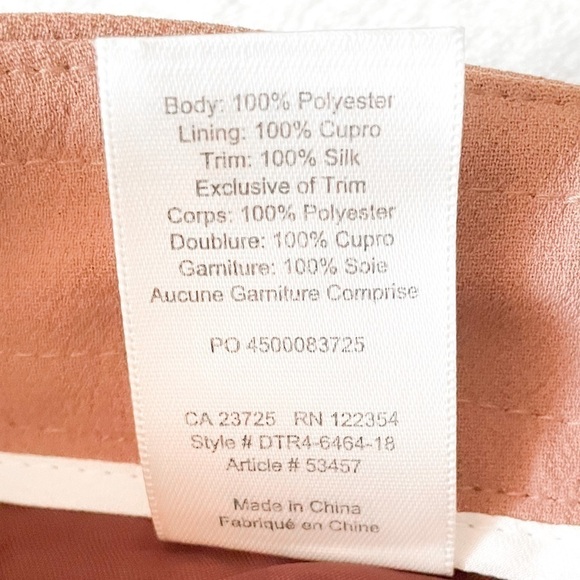 Body: 100% Polyester
Lining: 100% Cupro
Trim: 100% Silk
Exclusive of Trim
Corps: 100% Polyester
Doublure: 100% Cupro
Garniture: 100% Soie
Aucune Garniture Comprise
PO 4500083725
CA 23725 RN 122354
Style # DTR4-6464-18
Article # 53457
Made in China
Fabriqué en Chine